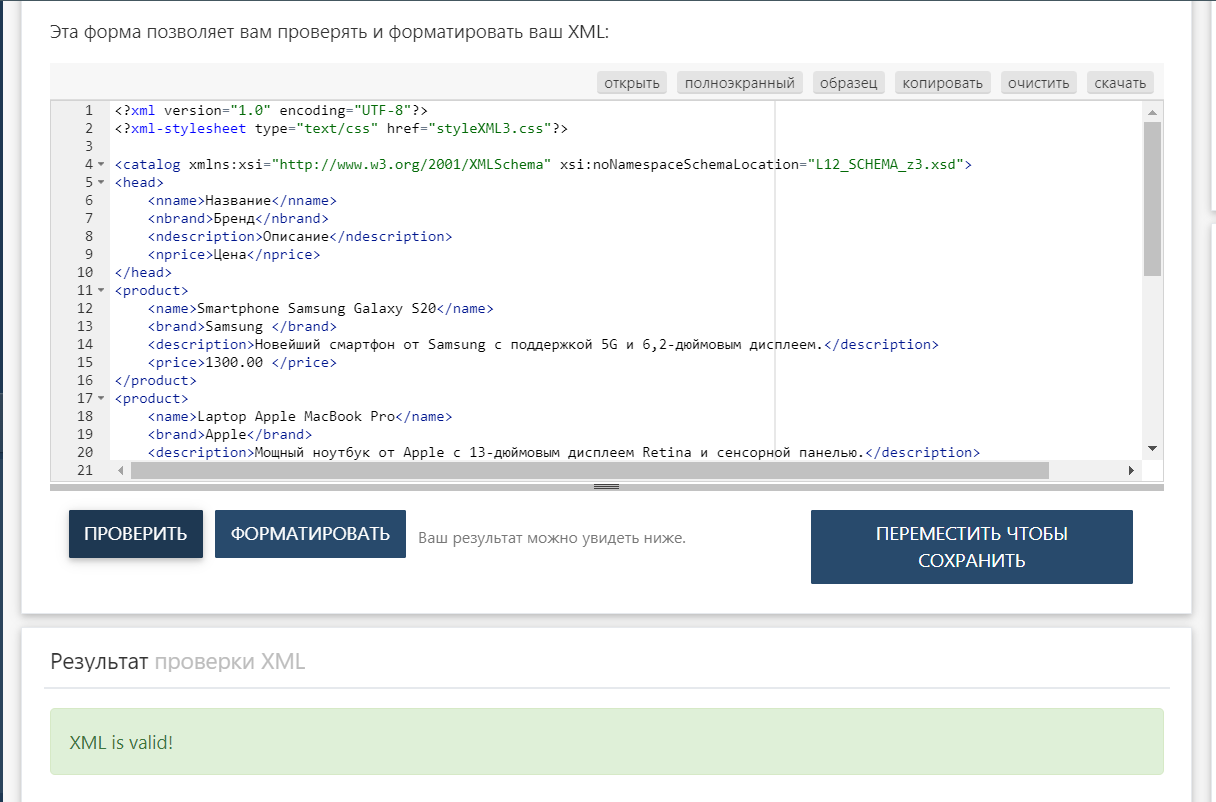 Эта форма позволяет вам проверять и форматировать ваш XML:
открыть полноэкранный образец копировать очистить скачать
1 <?xml version="1.0" encoding="UTF-8"?>
2 <?xml-stylesheet type="text/css" href="styleXML3.css"?>
3
4 <catalog xmlns:xsi="http://www.w3.org/2001/XMLSchema" xsi:noNamespaceSchemaLocation="L12_SCHEMA_z3.xsd">
5 <head>
6 <nname>Название</nname>
7 <nbrand>Бренд</nbrand>
8 <ndescription>Описание</ndescription>
9 <nprice>Цена</nprice>
10 </head>
11 <product>
12 <name>Smartphone Samsung Galaxy S20</name>
13 <brand>Samsung </brand>
14 <description>Новейший смартфон от Samsung с поддержкой 5G и 6,2-дюймовым дисплеем.</description>
15 <price>1300.00 </price>
16 </product>
17 <product>
18 <name>Laptop Apple MacBook Pro</name>
19 <brand>Apple</brand>
20 <description>Мощный ноутбук от Apple с 13-дюймовым дисплеем Retina и сенсорной панелью.</description>
21
ПРОВЕРИТЬ ФОРМАТИРОВАТЬ Ваш результат можно увидеть ниже.
ПЕРЕМЕСТИТЬ ЧТОБЫ
СОХРАНИТЬ
Результат проверки XML
XML is valid!